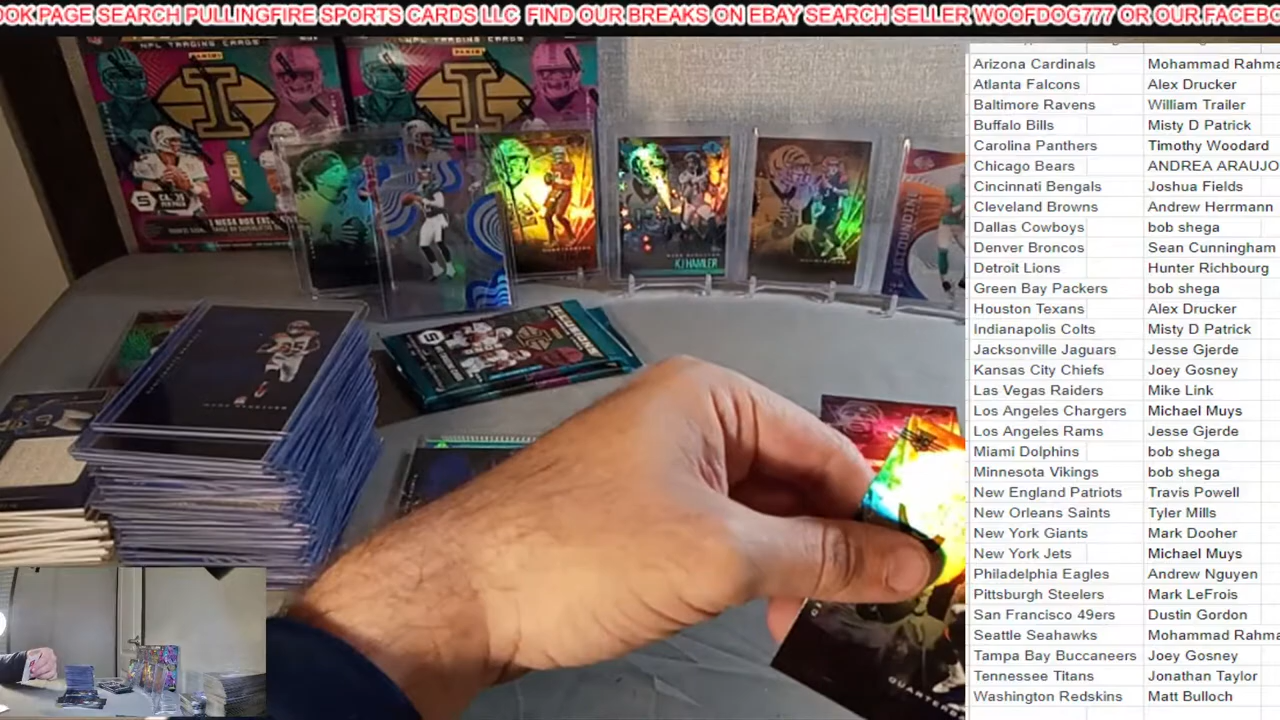 OOK PAGE SEARCH PULLINGFIRE SPORTS CARDS LLC FIND OUR BREAKS ON EBAY SEARCH SELLER WOOFDOG777 OR OUR FACEBO
NFL TRADING CARDS
Arizona Cardinals Mohammad Rahma
Atlanta Falcons Alex Drucker
Baltimore Ravens William Trailer
Buffalo Bills Misty D Patrick
Carolina Panthers Timothy Woodard
Chicago Bears ANDREA ARAUJO
Cincinnati Bengals Joshua Fields
Cleveland Browns Andrew Herrmann
Dallas Cowboys bob shega
Denver Broncos Sean Cunningham
Detroit Lions Hunter Richbourg
Green Bay Packers bob shega
Houston Texans Alex Drucker
Indianapolis Colts Misty D Patrick
Jacksonville Jaguars Jesse Gjerde
Kansas City Chiefs Joey Gosney
Las Vegas Raiders Mike Link
Los Angeles Chargers Michael Muys
Los Angeles Rams Jesse Gjerde
Miami Dolphins bob shega
Minnesota Vikings bob shega
New England Patriots Travis Powell
New Orleans Saints Tyler Mills
New York Giants Mark Dooher
New York Jets Michael Muys
Philadelphia Eagles Andrew Nguyen
Pittsburgh Steelers Mark LeFrois
San Francisco 49ers Dustin Gordon
Seattle Seahawks Mohammad Rahma
Tampa Bay Buccaneers Joey Gosney
Tennessee Titans Jonathan Taylor
Washington Redskins Matt Bulloch
KJ HAMLER
ASTOUNDING
QUARTERB